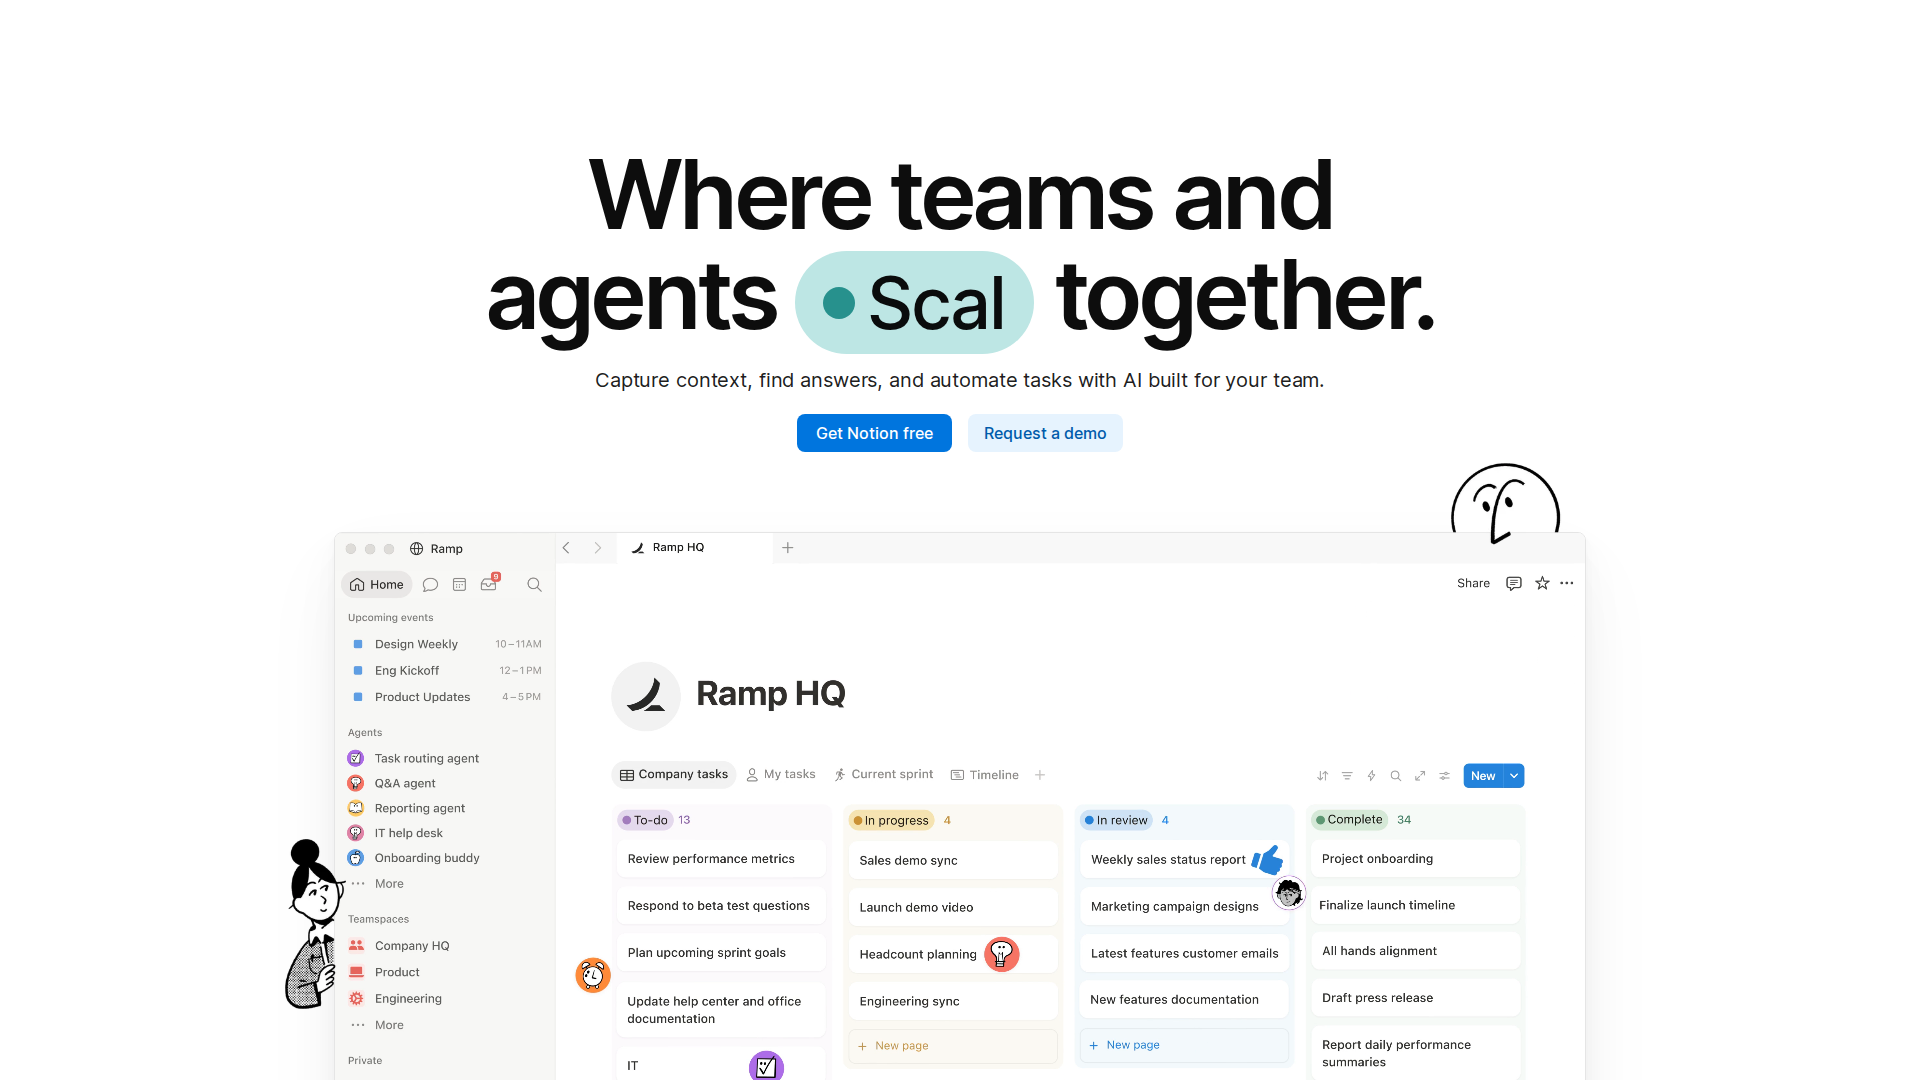 Where teams and
agents Scal together.
Capture context, find answers, and automate tasks with AI built for your team.
Get Notion free
Request a demo
Ramp
Ramp HQ
Home
9
Share
Upcoming events
Design Weekly 10–11AM
Eng Kickoff 12–1PM
Product Updates 4–5PM
Agents
Task routing agent
Q&A agent
Reporting agent
IT help desk
Onboarding buddy
More
Teamspaces
Company HQ
Product
Engineering
More
Private
Ramp HQ
Company tasks
My tasks
Current sprint
Timeline
New
To-do 13
Review performance metrics
Respond to beta test questions
Plan upcoming sprint goals
Update help center and office
documentation
IT
In progress 4
Sales demo sync
Launch demo video
Headcount planning
Engineering sync
New page
In review 4
Weekly sales status report
Marketing campaign designs
Latest features customer emails
New features documentation
New page
Complete 34
Project onboarding
Finalize launch timeline
All hands alignment
Draft press release
Report daily performance
summaries